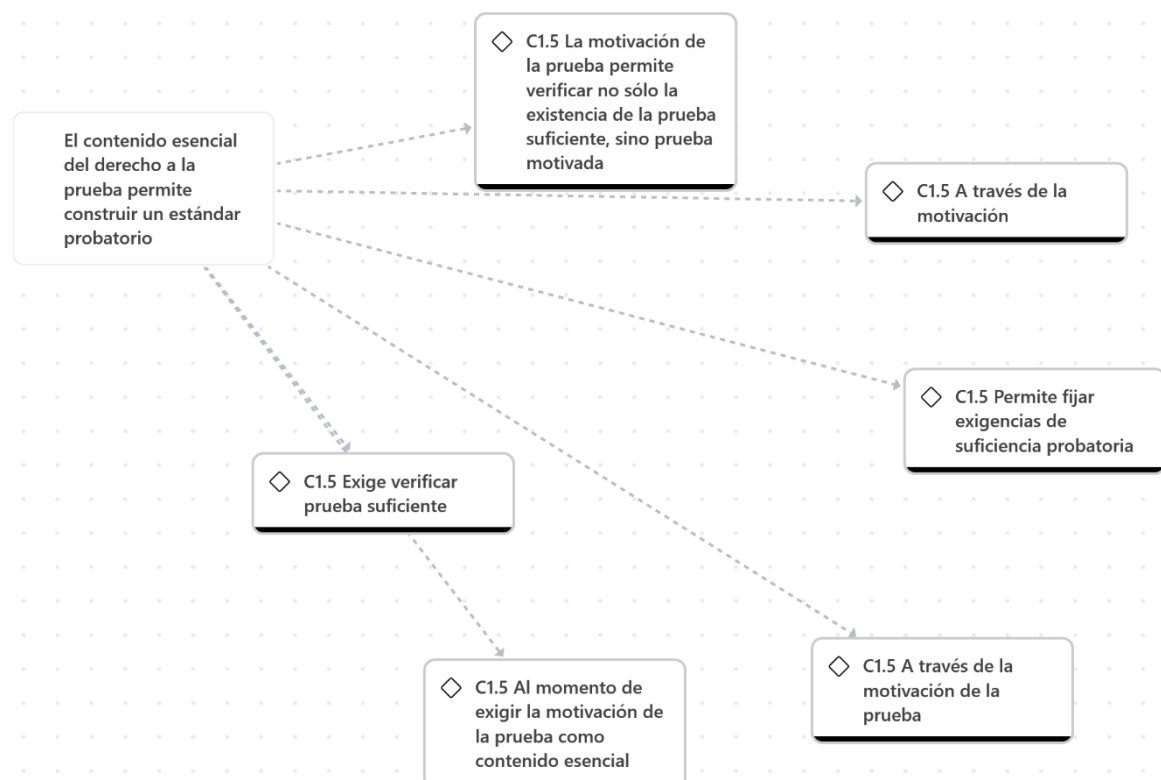 C1.5 La motivación de
la prueba permite
verificar no sólo la
existencia de la prueba
suficiente, sino prueba
motivada
El contenido esencial
del derecho a la
prueba permite
construir un estándar
probatorio
C1.5 A través de la
motivación
C1.5 Permite fijar
exigencias de
suficiencia probatoria
C1.5 Exige verificar
prueba suficiente
C1.5 A través de la
motivación de la
prueba
C1.5 Al momento de
exigir la motivación de
la prueba como
contenido esencial